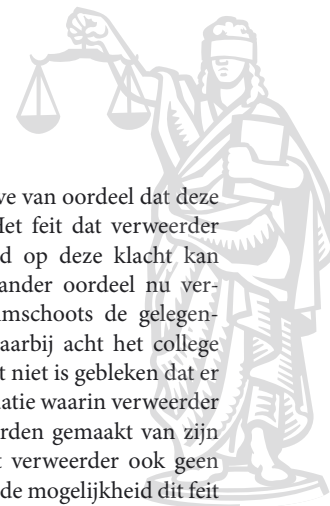 ve van oordeel dat deze
Het feit dat verweerder
d op deze klacht kan
ander oordeel nu ver-
mschoots de gelegen-
aarbij acht het college
t niet is gebleken dat er
atie waarin verweerder
rden gemaakt van zijn
t verweerder ook geen
de mogelijkheid dit feit